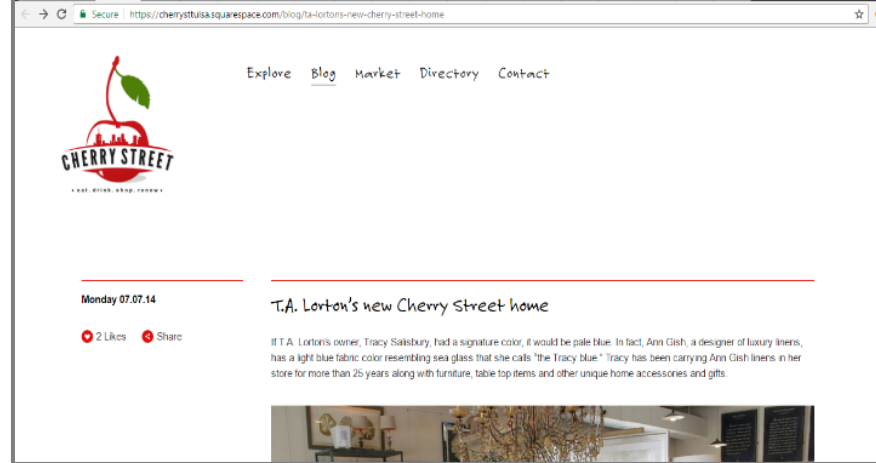 Secure | https://cherrysttulsa.squarespace.com/blog/ta-lortons-new-cherry-street-home
Explore Blog Market Directory Contact
CHERRY STREET
• eat. drink. shop. renew •
Monday 07.07.14
2 Likes Share
T.A. Lorton's new Cherry Street home
If T.A. Lorton's owner, Tracy Salisbury, had a signature color, it would be pale blue. In fact, Ann Gish, a designer of luxury linens,
has a light blue fabric color resembling sea glass that she calls "the Tracy blue." Tracy has been carrying Ann Gish linens in her
store for more than 25 years along with furniture, table top items and other unique home accessories and gifts.